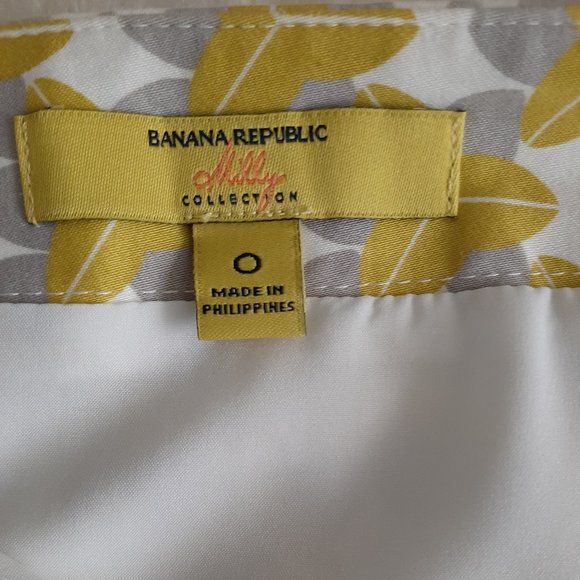 BANANA REPUBLIC
Milly
COLLECTION
0
MADE IN
PHILIPPINES